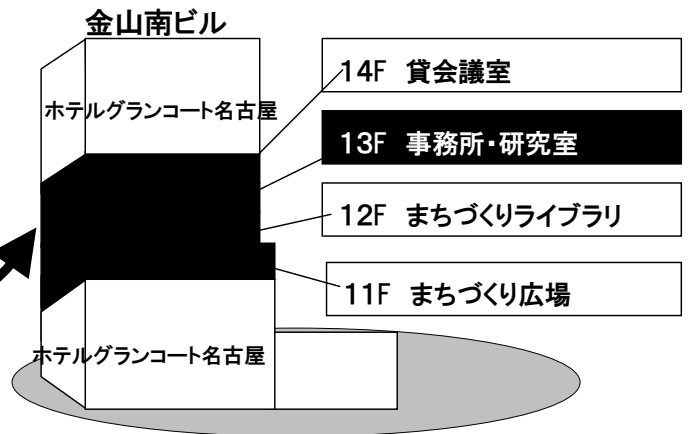 金山南ビル
ホテルグランコート名古屋
14F 貸会議室
13F 事務所・研究室
12F まちづくりライブラリ
11F まちづくり広場
ホテルグランコート名古屋